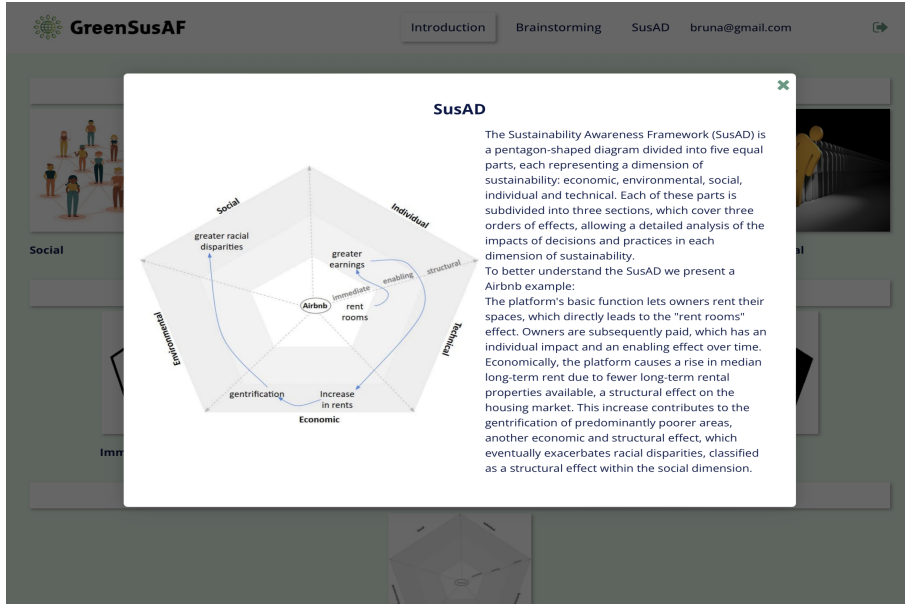 GreenSusAF
Introduction
Brainstorming
SusAD
bruna@gmail.com
SusAD
The Sustainability Awareness Framework (SusAD) is
a pentagon-shaped diagram divided into five equal
parts, each representing a dimension of
sustainability: economic, environmental, social,
individual and technical. Each of these parts is
subdivided into three sections, which cover three
orders of effects, allowing a detailed analysis of the
impacts of decisions and practices in each
dimension of sustainability.
To better understand the SusAD we present a
Airbnb example:
The platform's basic function lets owners rent their
spaces, which directly leads to the "rent rooms"
effect. Owners are subsequently paid, which has an
individual impact and an enabling effect over time.
Economically, the platform causes a rise in median
long-term rent due to fewer long-term rental
properties available, a structural effect on the
housing market. This increase contributes to the
gentrification of predominantly poorer areas,
another economic and structural effect, which
eventually exacerbates racial disparities, classified
as a structural effect within the social dimension.
Social
Individual
greater racial
disparities
greater
earnings
immediate
enabling
structural
Airbnb
rent
rooms
Environmental
Technical
gentrification
Increase
in rents
Economic
Social
al
Imm